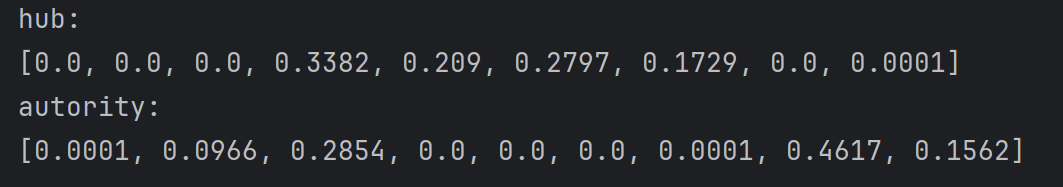 hub:
[0.0, 0.0, 0.0, 0.3382, 0.209, 0.2797, 0.1729, 0.0, 0.0001]
autority:
[0.0001, 0.0966, 0.2854, 0.0, 0.0, 0.0, 0.0001, 0.4617, 0.1562]